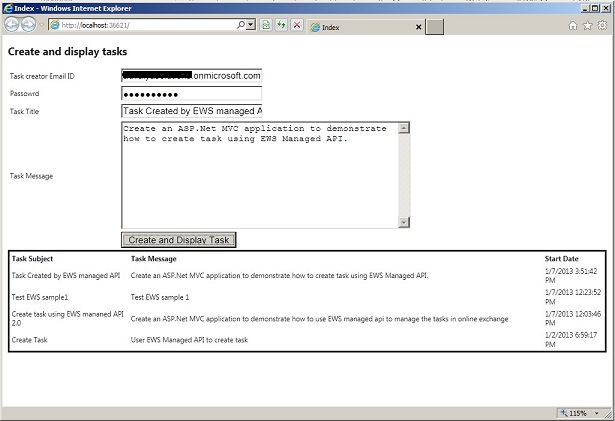 Index - Windows Internet Explorer
http://localhost:36621/
Index
Create and display tasks
Task creator Email ID
.onmicrosoft.com
Passowrd
Task Title
Task Created by EWS managed A
Create an ASP.Net MVC application to demonstrate
how to create task using EWS Managed API.
Task Message
Create and Display Task
Task Subject Task Message Start Date
Task Created by EWS managed API Create an ASP.Net MVC application to demonstrate how to create task using EWS Managed API. 1/7/2013 3:51:42
PM
Test EWS sample1 Test EWS sample 1 1/7/2013 12:23:52
PM
Create task using EWS mananed API
2.0 Create an ASP.Net MVC application to demonstrate how to use EWS managed api to manage the tasks in online exchange 1/7/2013 12:03:46
PM
Create Task User EWS Managed API to create task 1/2/2013 6:59:17
PM
115%